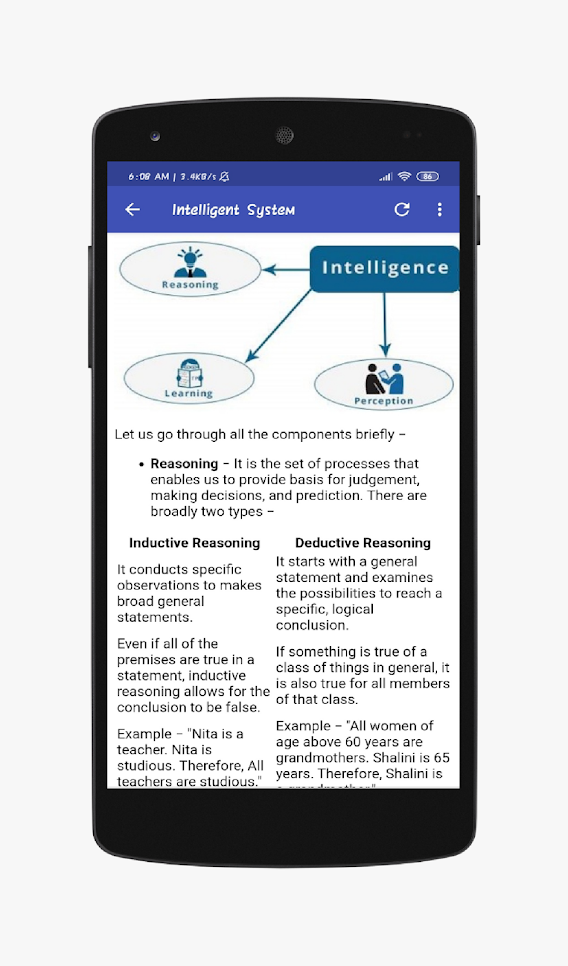 6:08 AM | 3.4KB/s
86
Intelligent System
Intelligence
Reasoning
Learning
Perception
Let us go through all the components briefly –
• Reasoning – It is the set of processes that
enables us to provide basis for judgement,
making decisions, and prediction. There are
broadly two types –
Inductive Reasoning
It conducts specific
observations to makes
broad general
statements.
Even if all of the
premises are true in a
statement, inductive
reasoning allows for the
conclusion to be false.
Example – "Nita is a
teacher. Nita is
studious. Therefore, All
teachers are studious."
Deductive Reasoning
It starts with a general
statement and examines
the possibilities to reach a
specific, logical
conclusion.
If something is true of a
class of things in general, it
is also true for all members
of that class.
Example – "All women of
age above 60 years are
grandmothers. Shalini is 65
years. Therefore, Shalini is